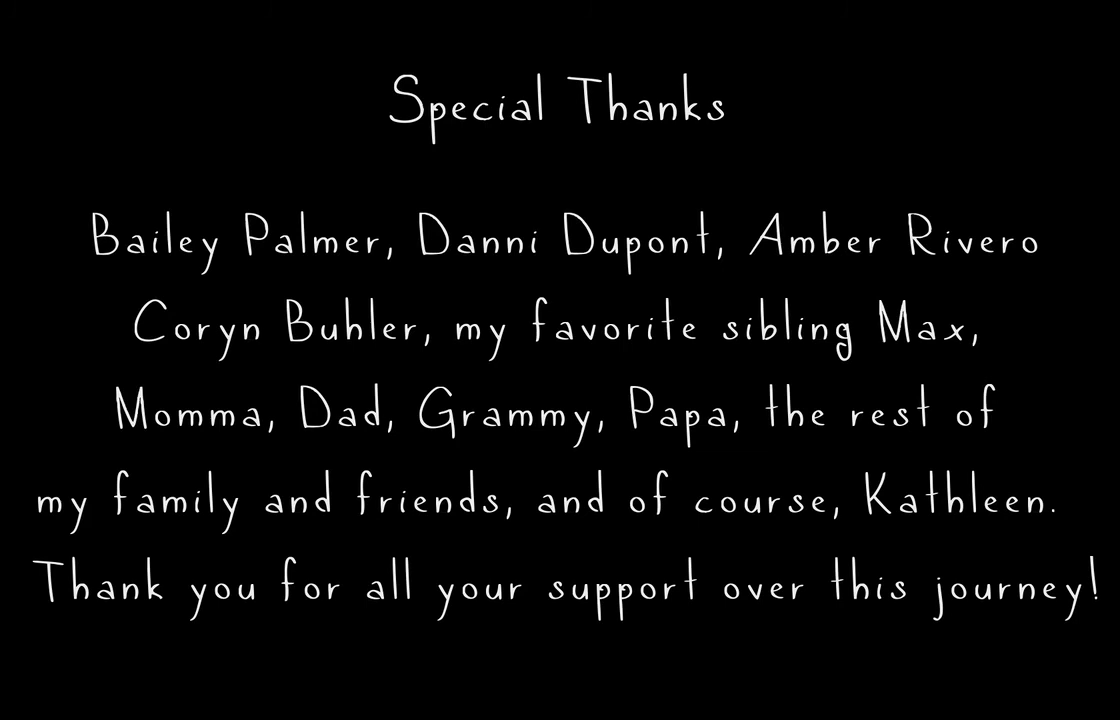 Special Thanks
Bailey Palmer, Danni Dupont, Amber Rivero
Coryn Buhler, my favorite sibling Max,
Momma, Dad, Grammy, Papa, the rest of
my family and friends, and of course, Kathleen.
Thank you for all your support over this journey!